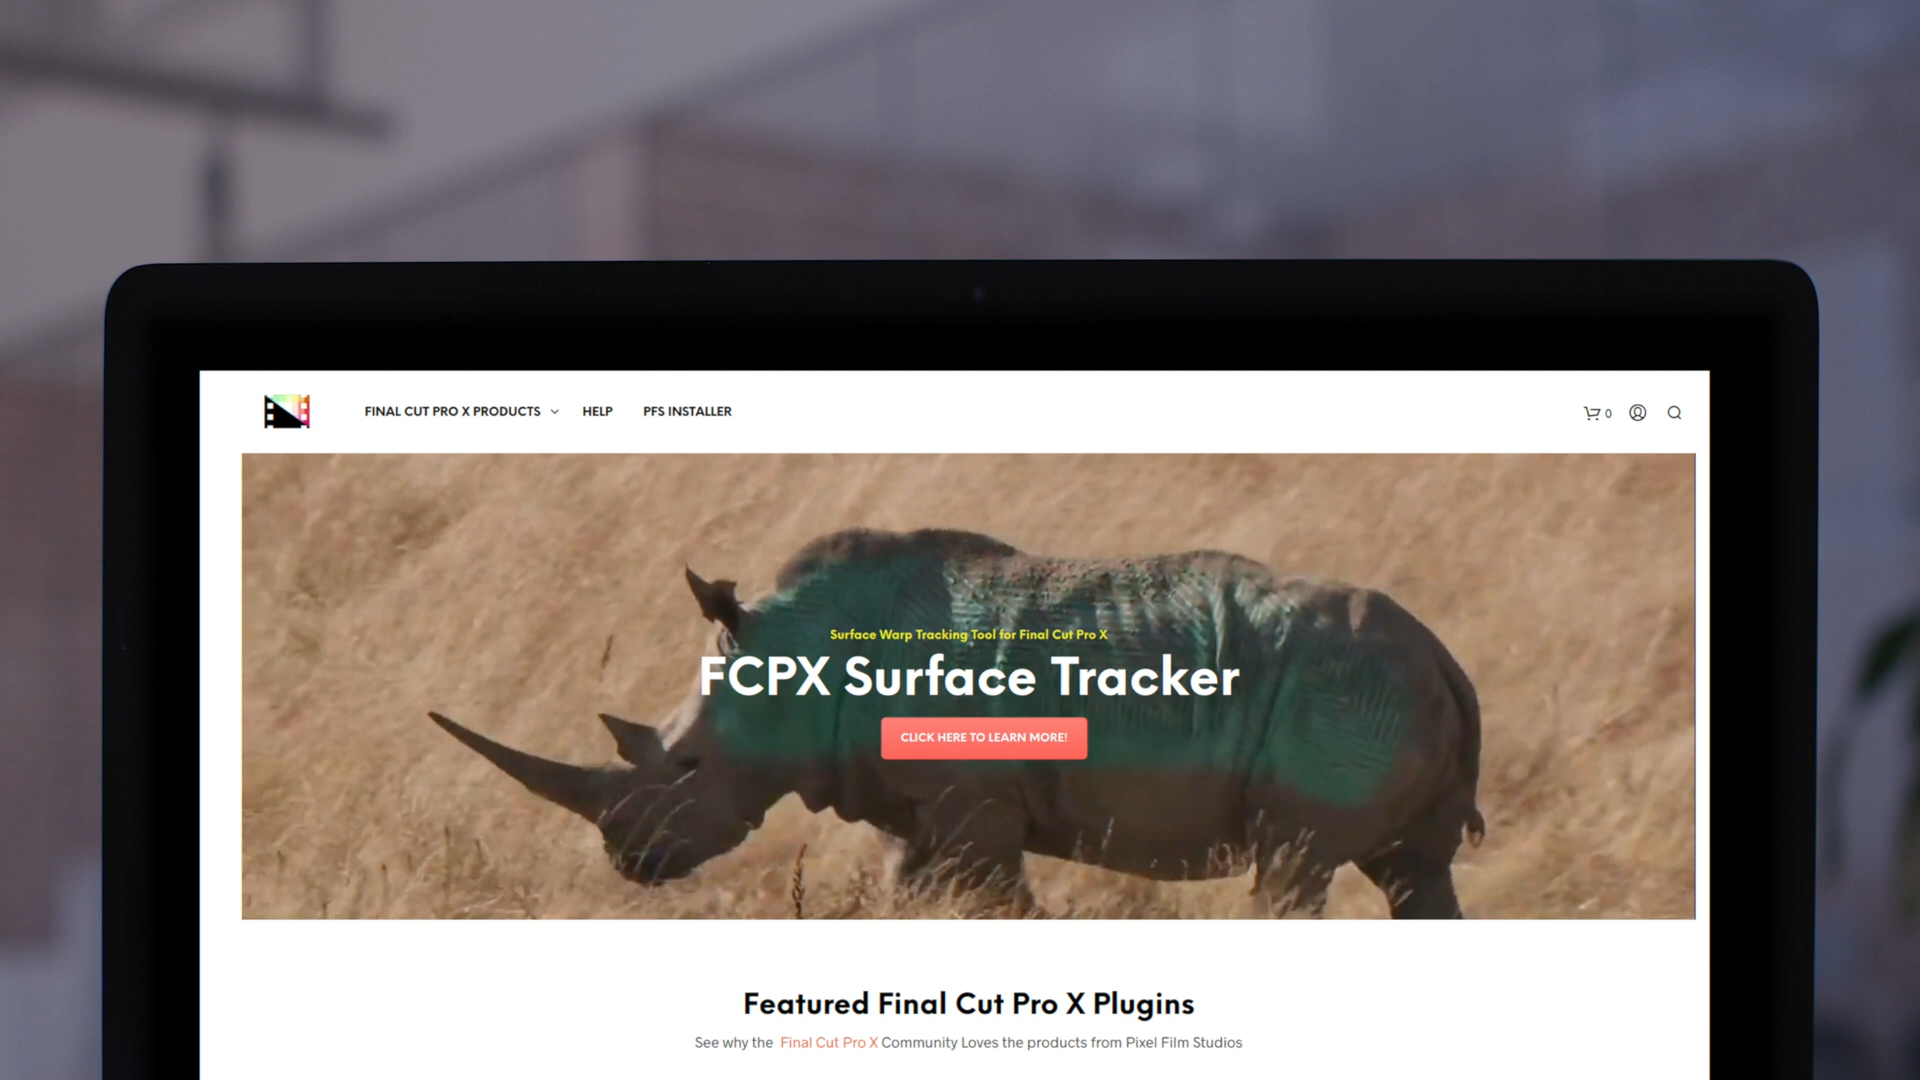 FINAL CUT PRO X PRODUCTS HELP PFS INSTALLER 0
Surface Warp Tracking Tool for Final Cut Pro X
FCPX Surface Tracker
CLICK HERE TO LEARN MORE!
Featured Final Cut Pro X Plugins
See why the Final Cut Pro X Community Loves the products from Pixel Film Studios